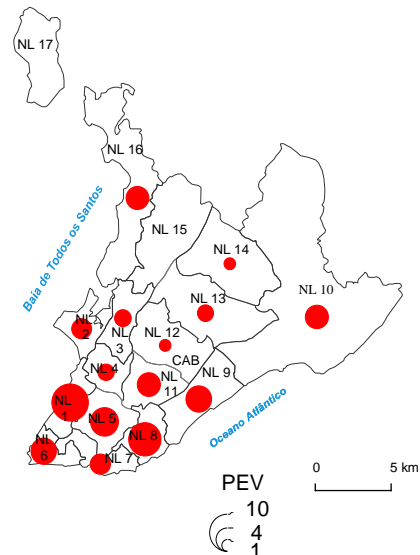 NL 17
NL 16
Baía de Todos os Santos
NL 15
NL 14
NL 10
NL 13
NL
2
NL
3
NL 12
CAB
NL 4
NL 9
NL
11
NL
1
NL 5
NL 8
NL
6
NL 7
Oceano Atlântico
PEV
10
4
1
0 5 km